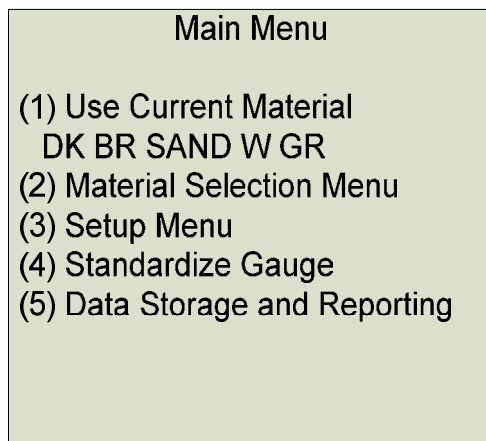 Main Menu
(1) Use Current Material
DK BR SAND W GR
(2) Material Selection Menu
(3) Setup Menu
(4) Standardize Gauge
(5) Data Storage and Reporting